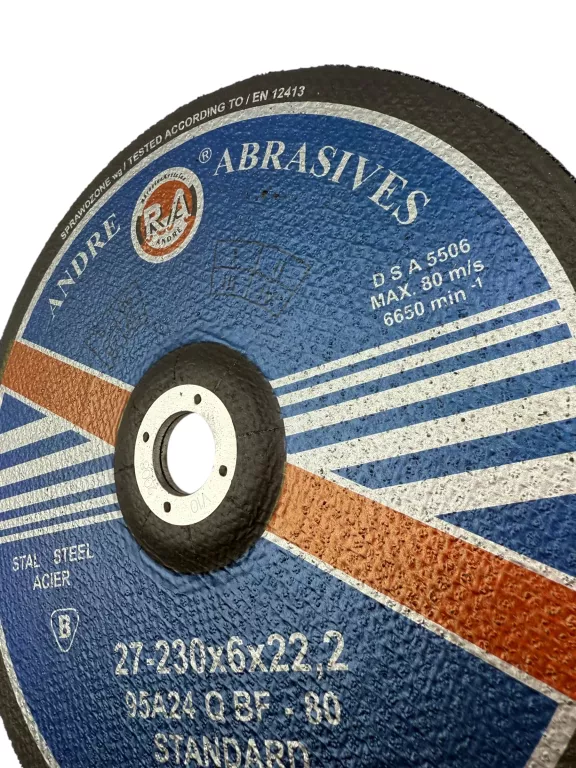 SPRAWDZONE wg / TESTED ACCORDING TO / EN 12413
ANDRE ® ABRASIVES
RA
ANDRE
D S A 5506
MAX. 80 m/s
6650 min -1
STAL STEEL
ACIER
B
27-230x6x22,2
95A24 Q BF - 80
STANDARD